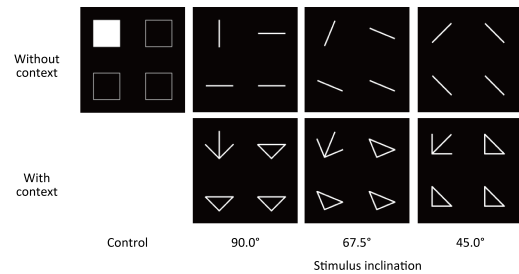 Without
context
With
context
Control
90.0°
67.5°
45.0°
Stimulus inclination